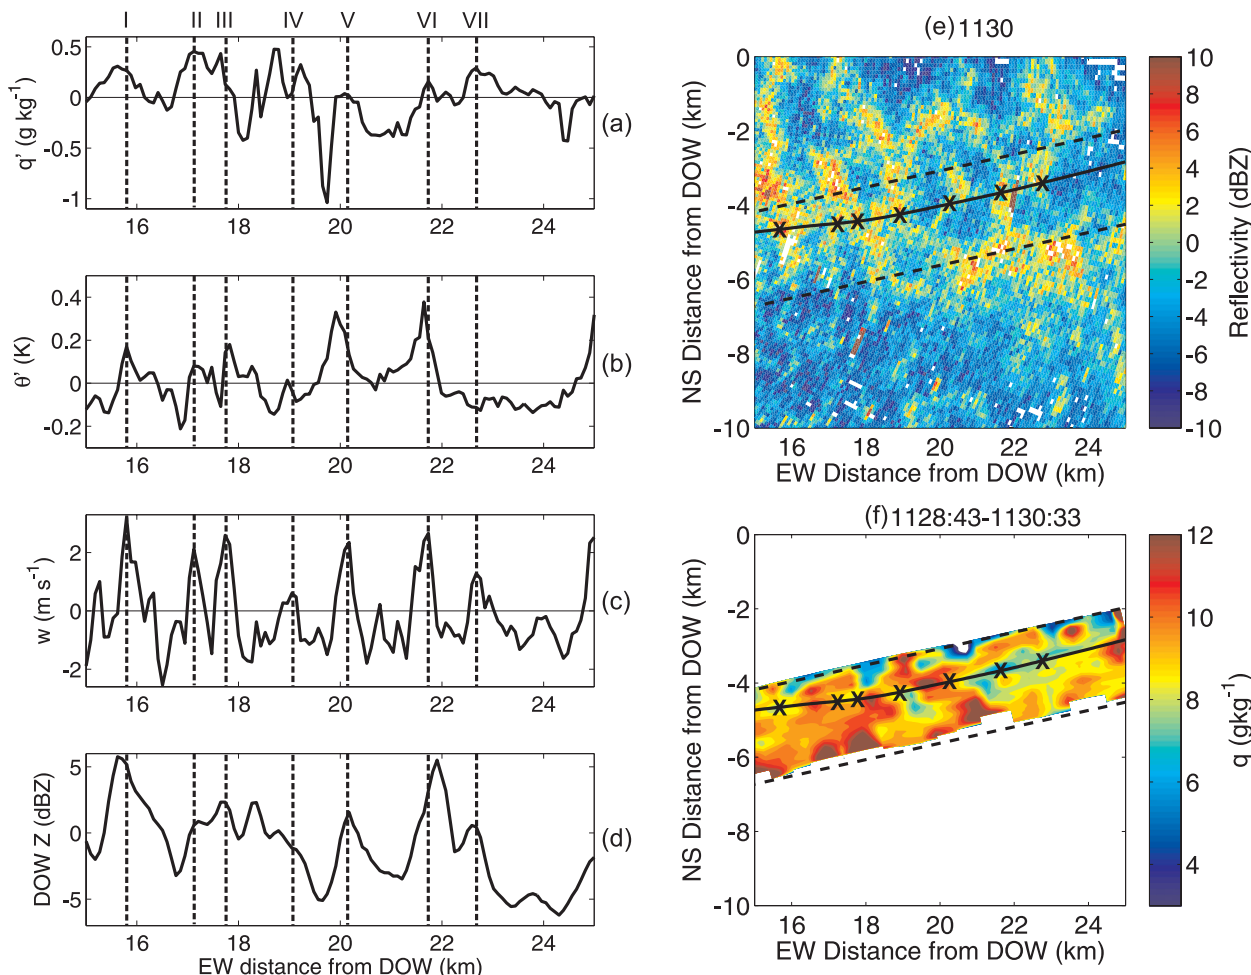 I II III IV V VI VII
0.5
0
-0.5
-1
q' (g kg⁻¹)
(a)
16 18 20 22 24
0.4
0.2
0
-0.2
θ' (K)
(b)
16 18 20 22 24
2
0
-2
w (m s⁻¹)
(c)
16 18 20 22 24
5
0
-5
DOW Z (dBZ)
(d)
16 18 20 22 24
EW distance from DOW (km)
(e) 1130
0
-2
-4
-6
-8
-10
NS Distance from DOW (km)
16 18 20 22 24
EW Distance from DOW (km)
10
8
6
4
2
0
-2
-4
-6
-8
-10
Reflectivity (dBZ)
(f) 1128:43-1130:33
0
-2
-4
-6
-8
-10
NS Distance from DOW (km)
16 18 20 22 24
EW Distance from DOW (km)
12
10
8
6
4
q (gkg⁻¹)